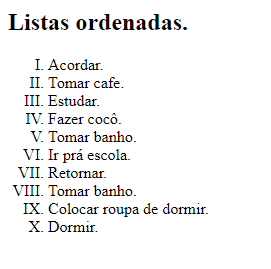 Listas ordenadas.
I. Acordar.
II. Tomar cafe.
III. Estudar.
IV. Fazer cocô.
V. Tomar banho.
VI. Ir prá escola.
VII. Retornar.
VIII. Tomar banho.
IX. Colocar roupa de dormir.
X. Dormir.